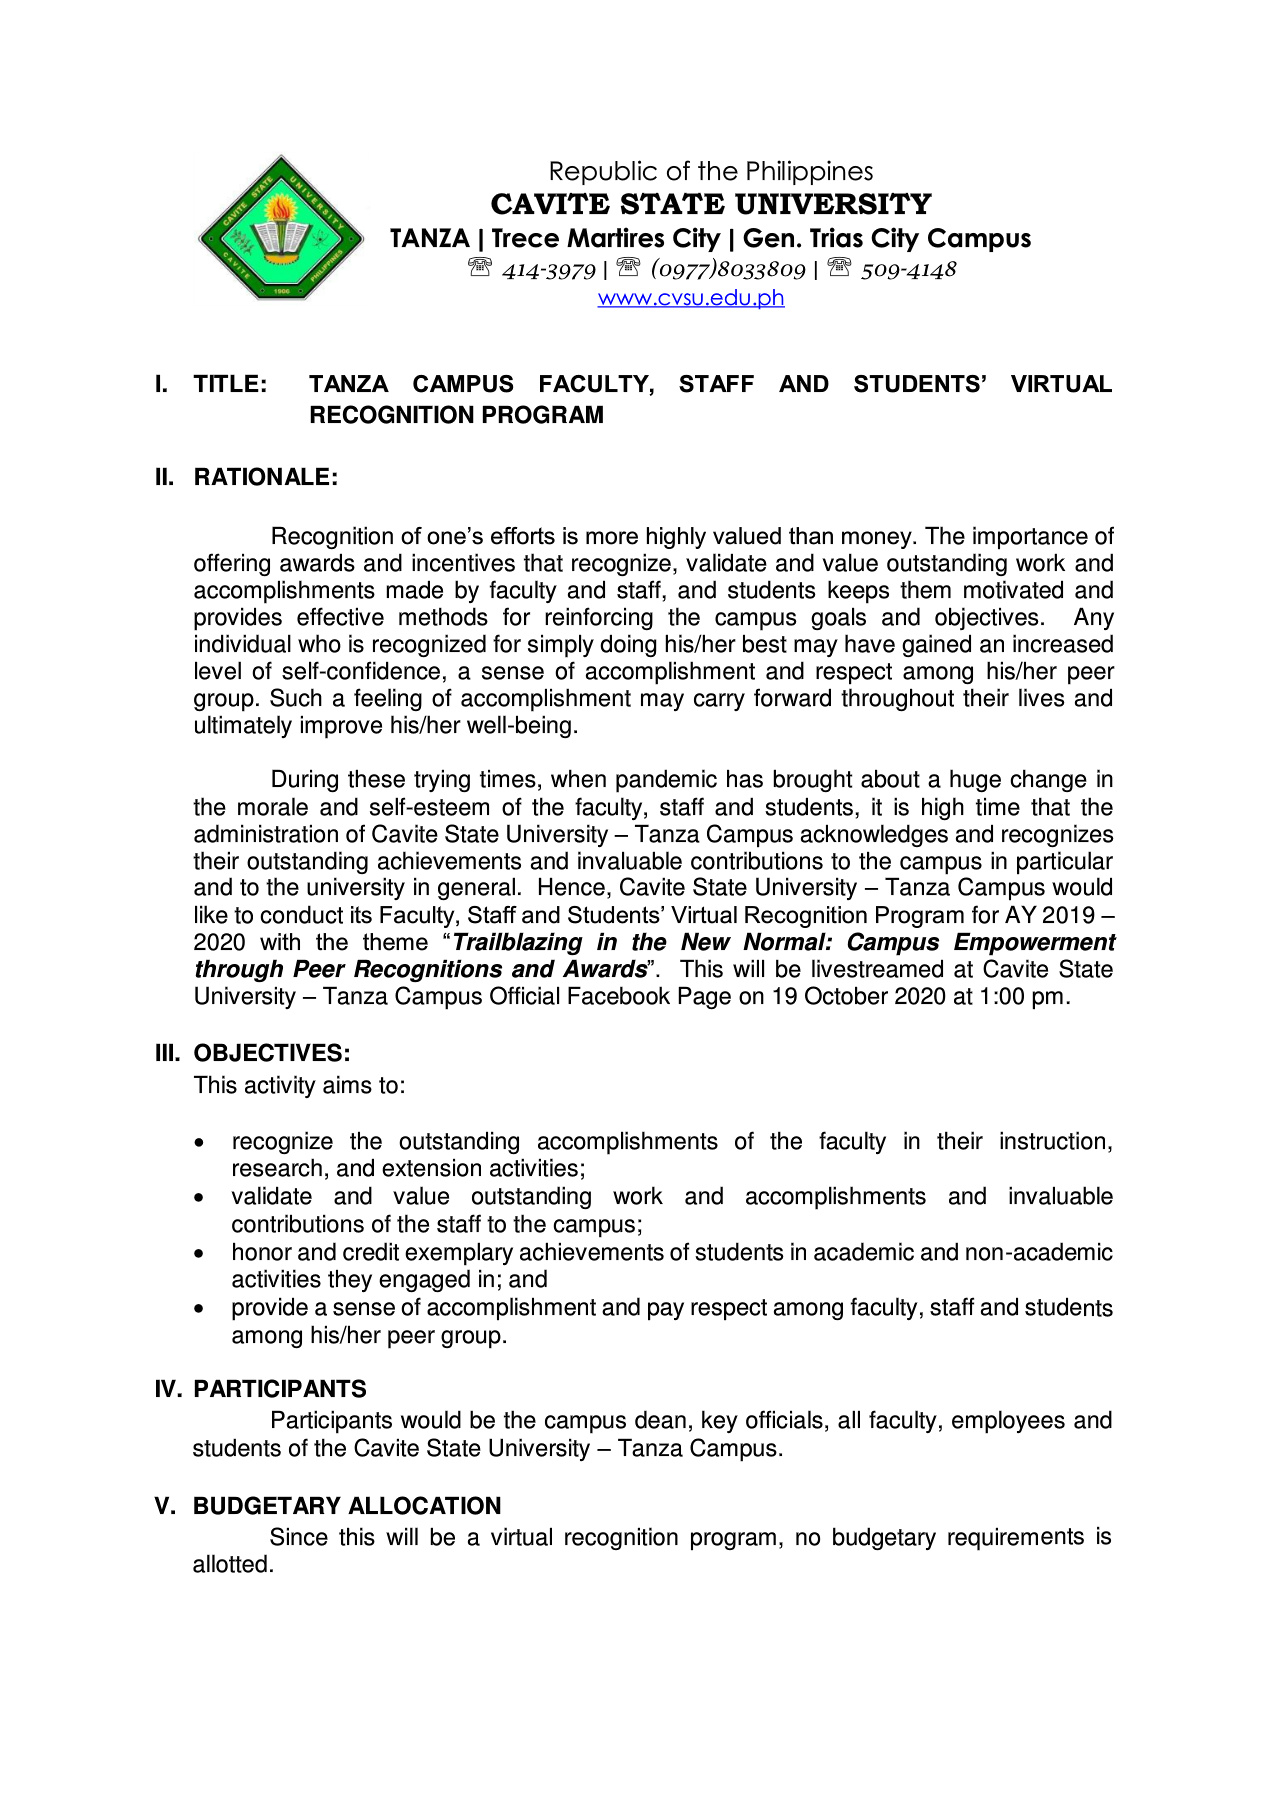 CAVITE STATE UNIVERSITY
CAVITE PHILIPPINES
1906
Republic of the Philippines
CAVITE STATE UNIVERSITY
TANZA | Trece Martires City | Gen. Trias City Campus
☏ 414-3979 | ☏ (0977)8033809 | ☏ 509-4148
www.cvsu.edu.ph
I. TITLE: TANZA CAMPUS FACULTY, STAFF AND STUDENTS’ VIRTUAL
RECOGNITION PROGRAM
II. RATIONALE:
Recognition of one’s efforts is more highly valued than money. The importance of
offering awards and incentives that recognize, validate and value outstanding work and
accomplishments made by faculty and staff, and students keeps them motivated and
provides effective methods for reinforcing the campus goals and objectives. Any
individual who is recognized for simply doing his/her best may have gained an increased
level of self-confidence, a sense of accomplishment and respect among his/her peer
group. Such a feeling of accomplishment may carry forward throughout their lives and
ultimately improve his/her well-being.
During these trying times, when pandemic has brought about a huge change in
the morale and self-esteem of the faculty, staff and students, it is high time that the
administration of Cavite State University – Tanza Campus acknowledges and recognizes
their outstanding achievements and invaluable contributions to the campus in particular
and to the university in general. Hence, Cavite State University – Tanza Campus would
like to conduct its Faculty, Staff and Students’ Virtual Recognition Program for AY 2019 –
2020 with the theme “Trailblazing in the New Normal: Campus Empowerment
through Peer Recognitions and Awards”. This will be livestreamed at Cavite State
University – Tanza Campus Official Facebook Page on 19 October 2020 at 1:00 pm.
III. OBJECTIVES:
This activity aims to:
• recognize the outstanding accomplishments of the faculty in their instruction,
research, and extension activities;
• validate and value outstanding work and accomplishments and invaluable
contributions of the staff to the campus;
• honor and credit exemplary achievements of students in academic and non-academic
activities they engaged in; and
• provide a sense of accomplishment and pay respect among faculty, staff and students
among his/her peer group.
IV. PARTICIPANTS
Participants would be the campus dean, key officials, all faculty, employees and
students of the Cavite State University – Tanza Campus.
V. BUDGETARY ALLOCATION
Since this will be a virtual recognition program, no budgetary requirements is
allotted.